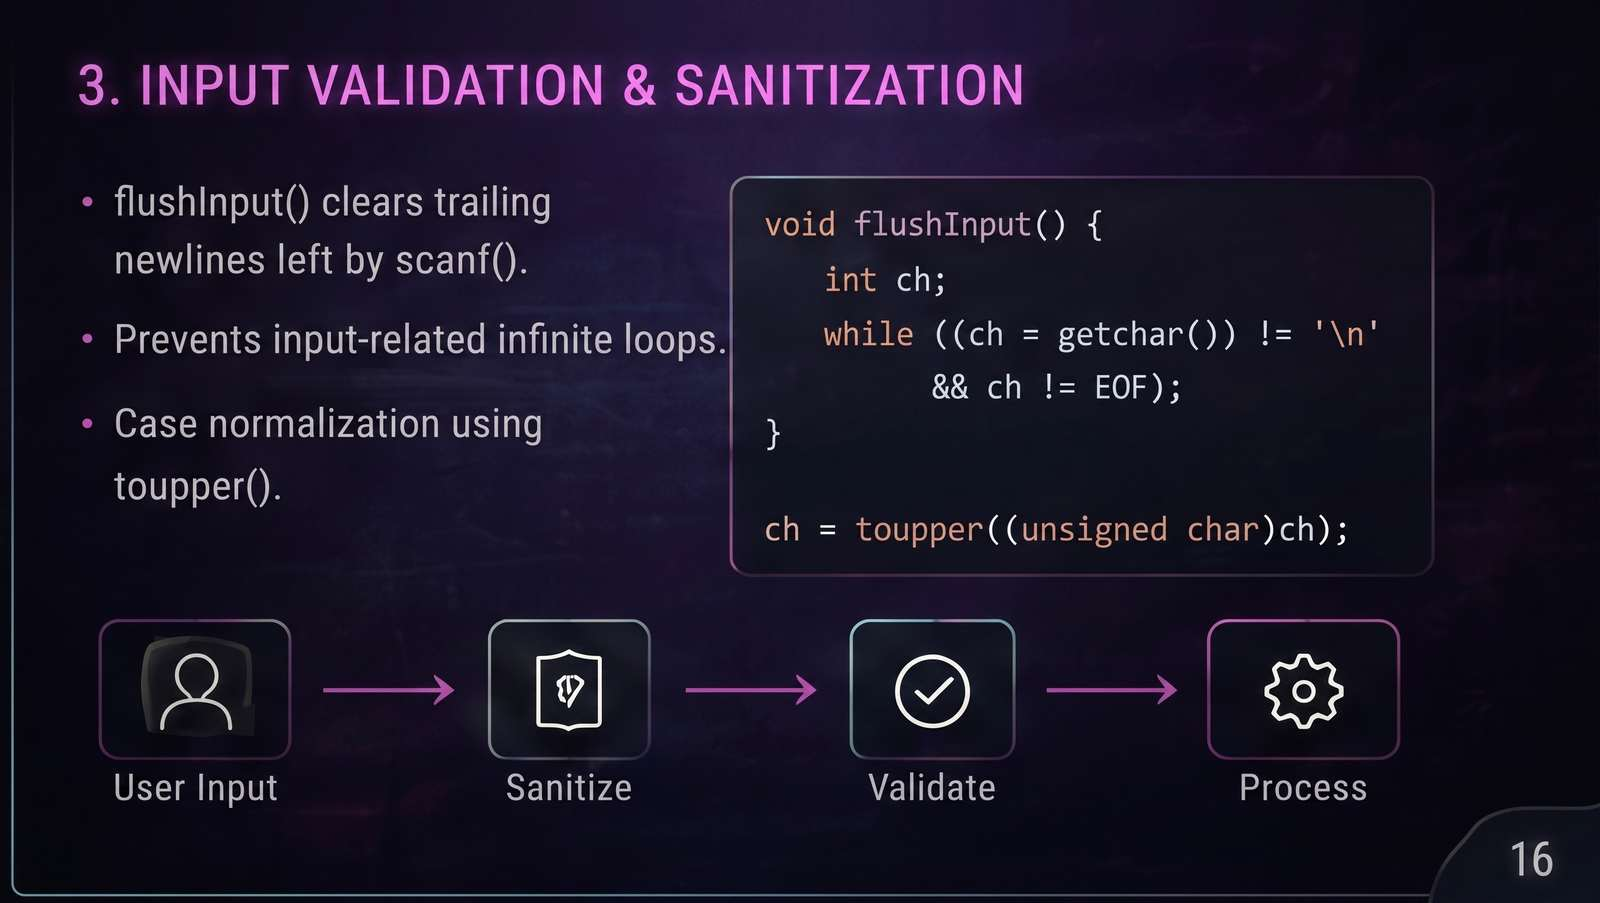 3. INPUT VALIDATION & SANITIZATION
• flushInput() clears trailing
newlines left by scanf().
• Prevents input-related infinite loops.
• Case normalization using
toupper().
void flushInput() {
int ch;
while ((ch = getchar()) != '\n'
&& ch != EOF);
}
ch = toupper((unsigned char)ch);
User Input
Sanitize
Validate
Process
16